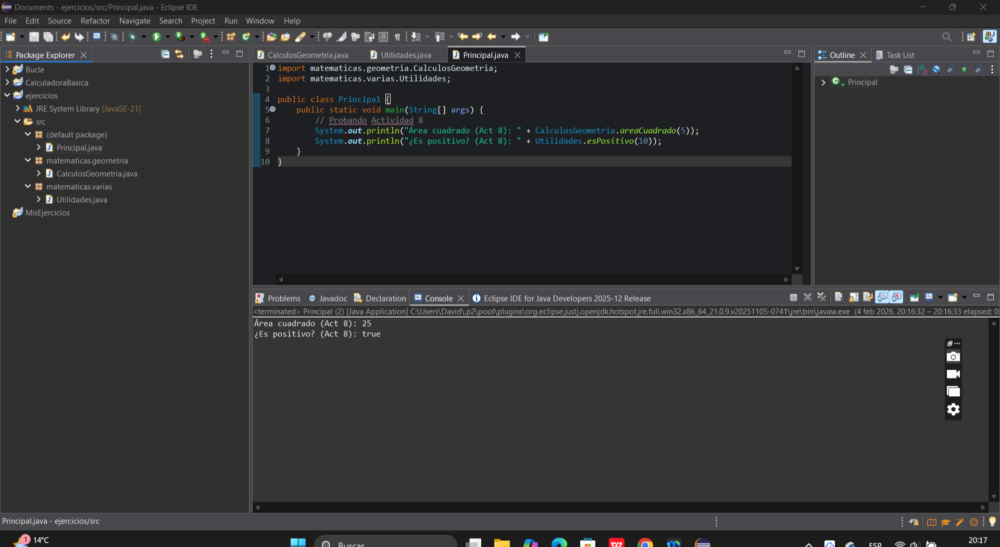 Documents - ejercicios/src/Principal.java - Eclipse IDE
File Edit Source Refactor Navigate Search Project Run Window Help
Package Explorer
Bucle
CalculadoraBasica
ejercicios
JRE System Library [JavaSE-21]
src
(default package)
Principal.java
matematicas.geometria
CalculosGeometria.java
matematicas.varias
Utilidades.java
MisEjercicios
CalculosGeometria.java Utilidades.java Principal.java
1 import matematicas.geometria.CalculosGeometria;
2 import matematicas.varias.Utilidades;
3
4 public class Principal {
5 public static void main(String[] args) {
6 // Probando Actividad 8
7 System.out.println("Área cuadrado (Act 8): " + CalculosGeometria.areaCuadrado(5));
8 System.out.println("¿Es positivo? (Act 8): " + Utilidades.esPositivo(10));
9 }
10 }
Outline Task List
Principal
Problems Javadoc Declaration Console Eclipse IDE for Java Developers 2025-12 Release
<terminated> Principal (2) [Java Application] C:\Users\David\.p2\pool\plugins\org.eclipse.justj.openjdk.hotspot.jre.full.win32.x86_64_21.0.9.v20251105-0741\jre\bin\javaw.exe (4 feb 2026, 20:16:32 – 20:16:33 elapsed: 0:
Área cuadrado (Act 8): 25
¿Es positivo? (Act 8): true
Principal.java - ejercicios/src
1 14°C
Buscar
ESP
20:17